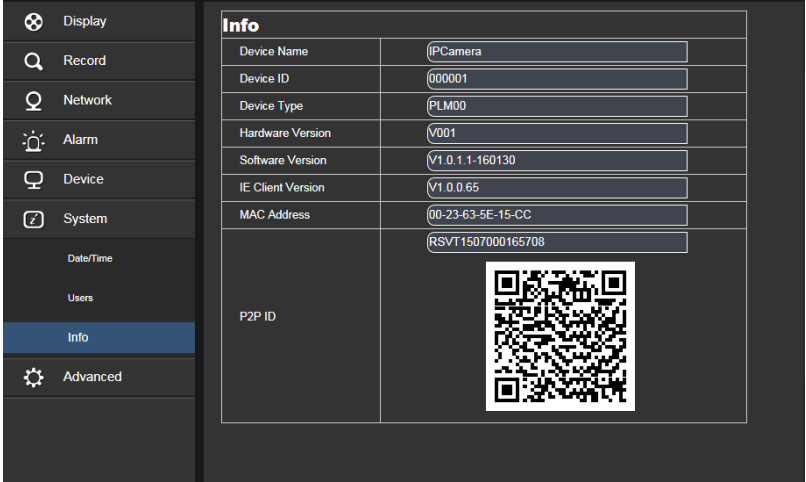 Display
Record
Network
Alarm
Device
System
Date/Time
Users
Info
Advanced
Info
Device Name IPCamera
Device ID 000001
Device Type PLM00
Hardware Version V001
Software Version V1.0.1.1-160130
IE Client Version V1.0.0.65
MAC Address 00-23-63-5E-15-CC
P2P ID RSVT1507000165708